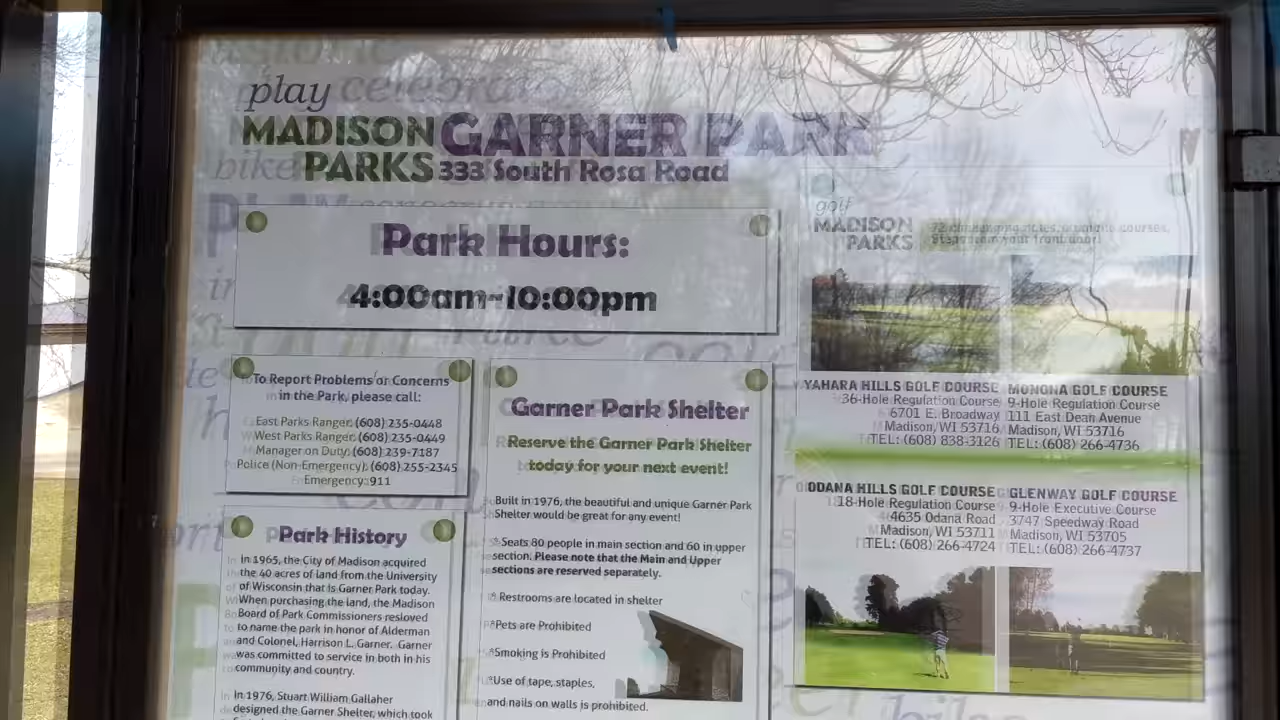 play celebrate
MADISON GARNER PARK
bike PARKS 333 South Rosa Road
Park Hours:
4:00am-10:00pm
To Report Problems or Concerns
in the Park, please call:
East Parks Ranger: (608) 235-0448
West Parks Ranger: (608) 235-0449
Manager on Duty: (608) 239-7187
Police (Non-Emergency): (608) 255-2345
Emergency: 911
Park History
In 1965, the City of Madison acquired
the 40 acres of land from the University
of Wisconsin that is Garner Park today.
When purchasing the land, the Madison
Board of Park Commissioners resloved
to name the park in honor of Alderman
and Colonel, Harrison L. Garner. Garner
was committed to service in both in his
community and country.
In 1976, Stuart William Gallaher
designed the Garner Shelter, which took
Garner Park Shelter
Reserve the Garner Park Shelter
today for your next event!
Built in 1976, the beautiful and unique Garner Park
Shelter would be great for any event!
*Seats 80 people in main section and 60 in upper
section. Please note that the Main and Upper
sections are reserved separately.
*Restrooms are located in shelter
*Pets are Prohibited
*Smoking is Prohibited
*Use of tape, staples,
and nails on walls is prohibited.
golf
MADISON
PARKS
72 challenging holes, courses.
Steps from your front door!
YAHARA HILLS GOLF COURSE
36-Hole Regulation Course
6701 E. Broadway
Madison, WI 53716
TEL: (608) 838-3126
MONONA GOLF COURSE
9-Hole Regulation Course
111 East Dean Avenue
Madison, WI 53716
TEL: (608) 266-4736
ODANA HILLS GOLF COURSE
18-Hole Regulation Course
4635 Odana Road
Madison, WI 53711
TEL: (608) 266-4724
GLENWAY GOLF COURSE
9-Hole Executive Course
3747 Speedway Road
Madison, WI 53705
TEL: (608) 266-4737